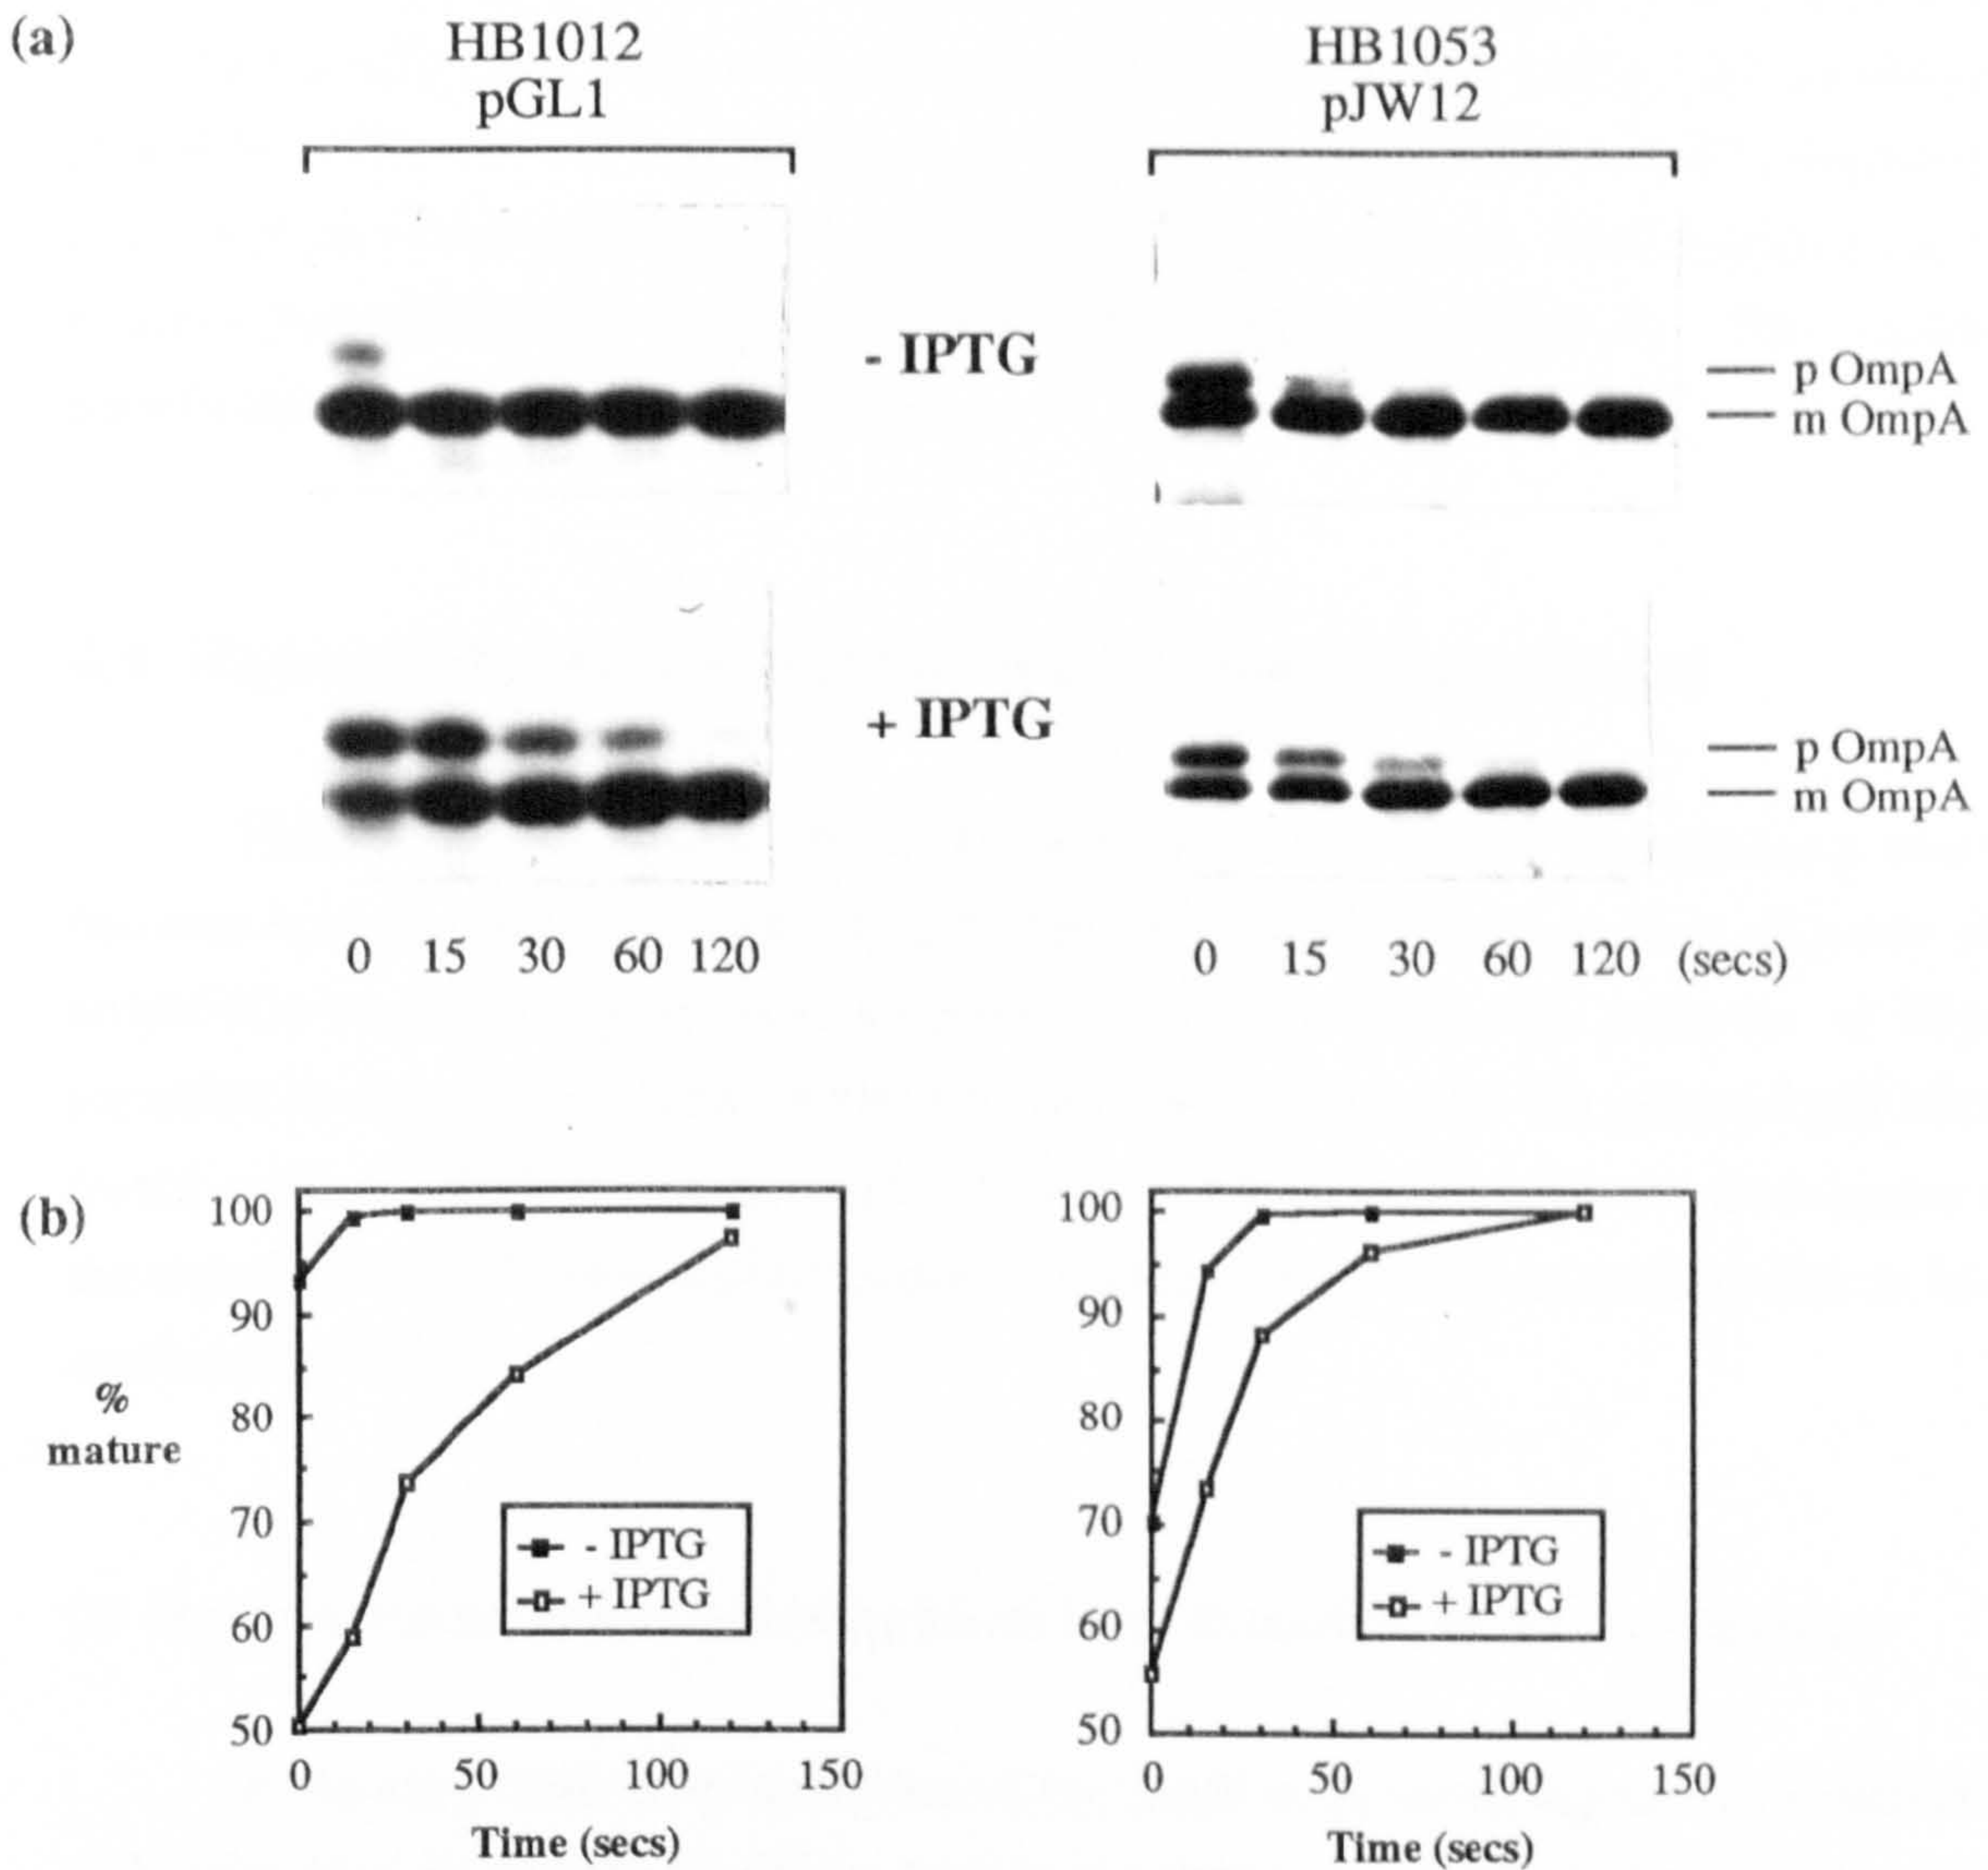 (a)
HB1012
pGL1
HB1053
pJW12
- IPTG
p OmpA
m OmpA
+ IPTG
p OmpA
m OmpA
0 15 30 60 120
0 15 30 60 120 (secs)
(b)
% mature
100
90
80
70
60
50
0 50 100 150
Time (secs)
- IPTG
+ IPTG
100
90
80
70
60
50
0 50 100 150
Time (secs)
- IPTG
+ IPTG